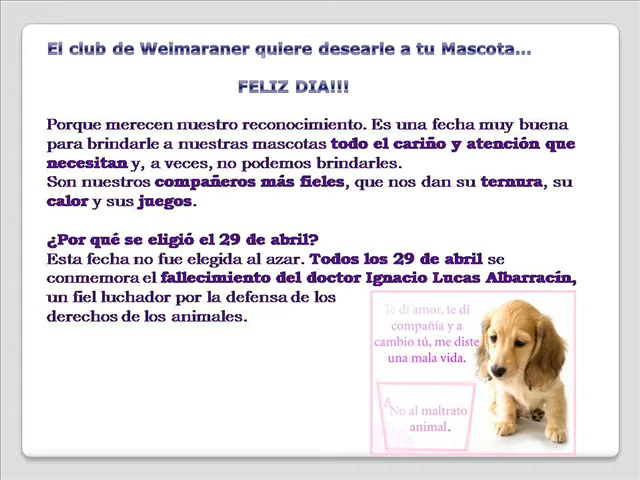 El club de Weimaraner quiere desearle a tu Mascota...
FELIZ DIA!!!
Porque merecen nuestro reconocimiento. Es una fecha muy buena
para brindarle a nuestras mascotas todo el cariño y atención que
necesitan y, a veces, no podemos brindarles.
Son nuestros compañeros más fieles, que nos dan su ternura, su
calor y sus juegos.
¿Por qué se eligió el 29 de abril?
Esta fecha no fue elegida al azar. Todos los 29 de abril se
conmemora el fallecimiento del doctor Ignacio Lucas Albarracín,
un fiel luchador por la defensa de los
derechos de los animales.
Te dí amor, te dí
compañía y a
cambio tú, me diste
una mala vida.
No al maltrato
animal.